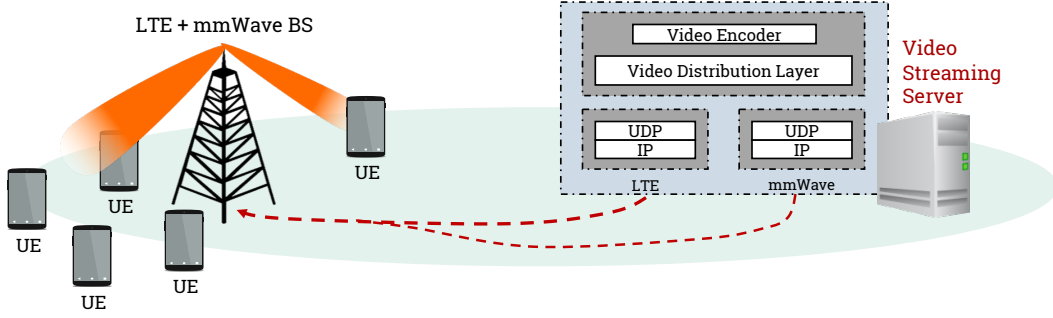 LTE + mmWave BS
UE
UE
UE
UE
UE
Video Encoder
Video Distribution Layer
UDP
IP
LTE
UDP
IP
mmWave
Video
Streaming
Server